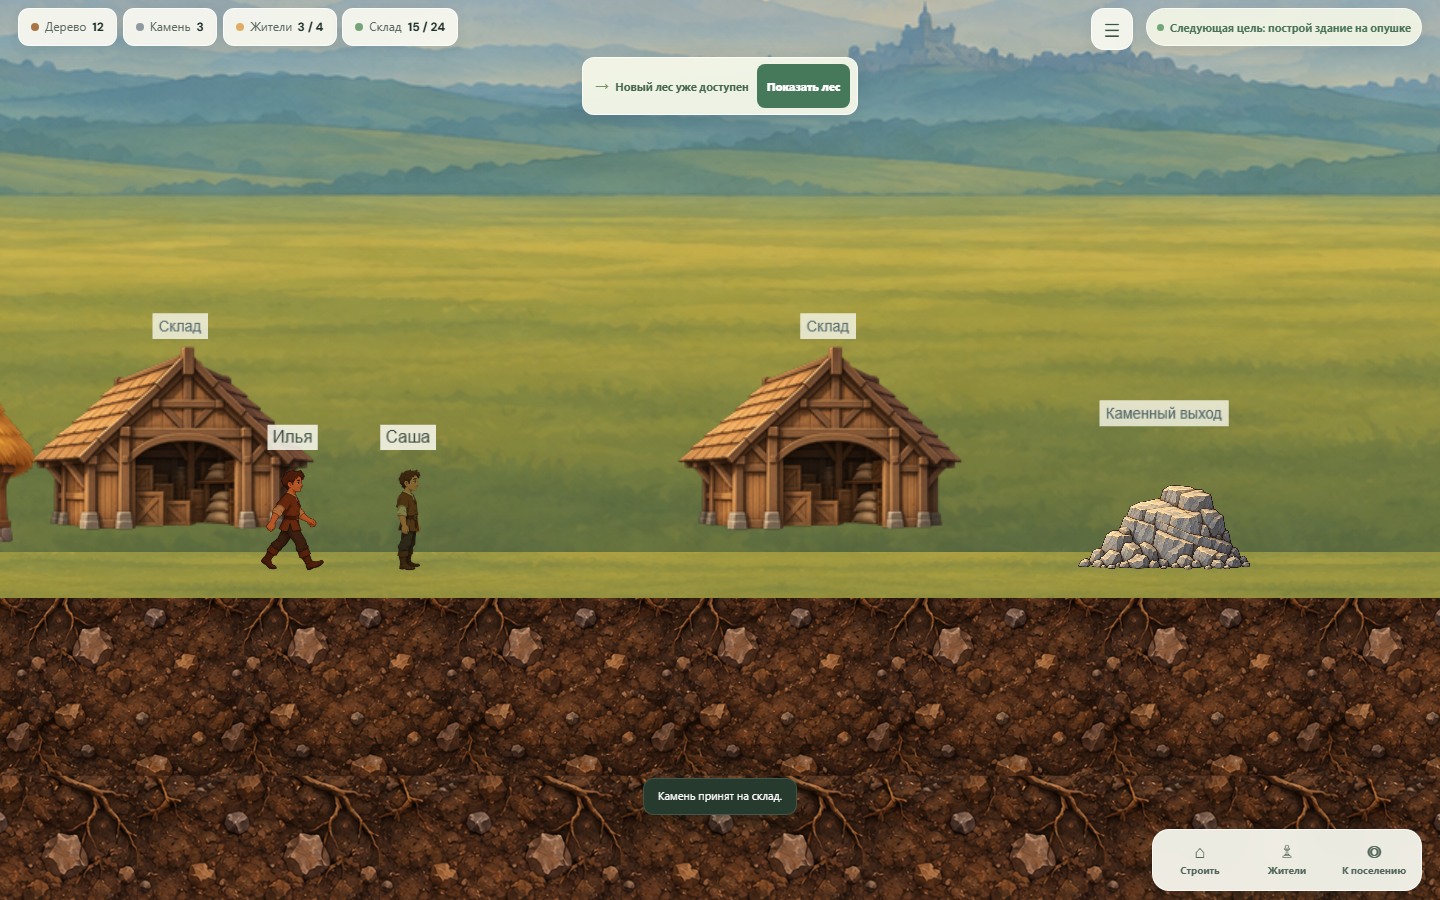 Дерево 12
Камень 3
Жители 3 / 4
Склад 15 / 24
Следующая цель: построй здание на опушке
→ Новый лес уже доступен
Показать лес
Склад
Склад
Каменный выход
Илья
Саша
Камень принят на склад.
Строить
Жители
К поселению